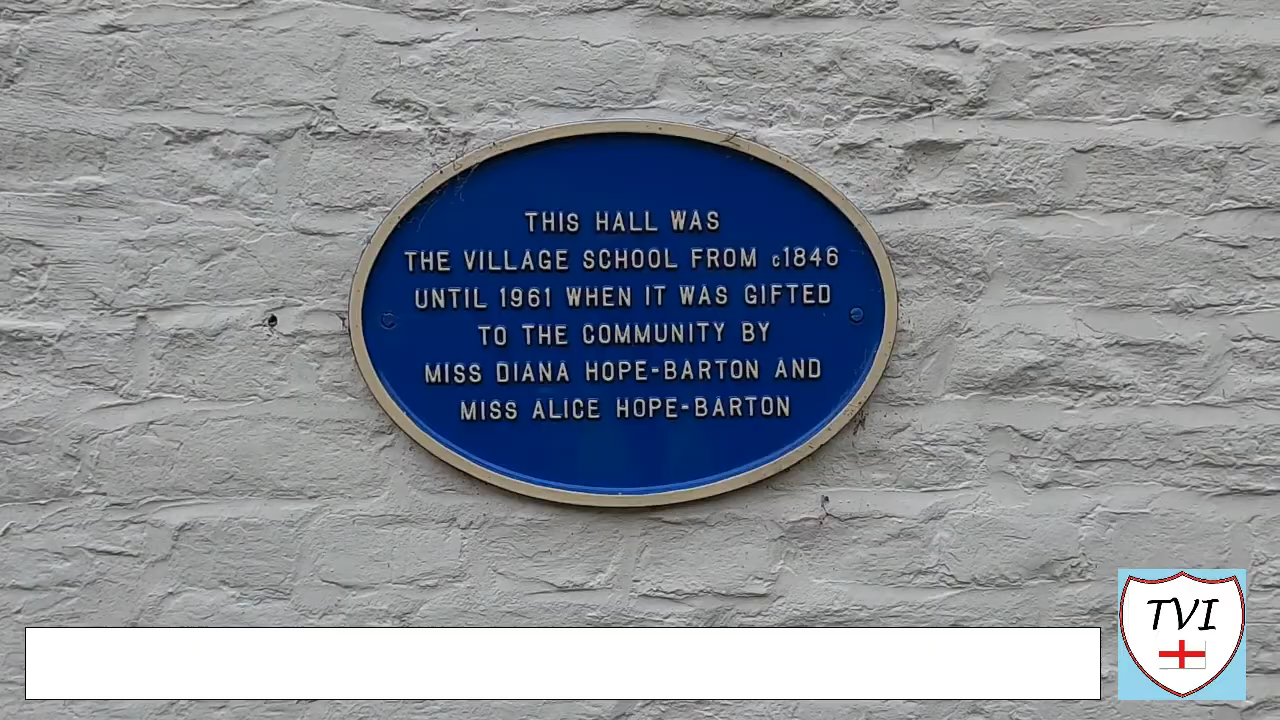 THIS HALL WAS
THE VILLAGE SCHOOL FROM c1846
UNTIL 1961 WHEN IT WAS GIFTED
TO THE COMMUNITY BY
MISS DIANA HOPE-BARTON AND
MISS ALICE HOPE-BARTON
TVI